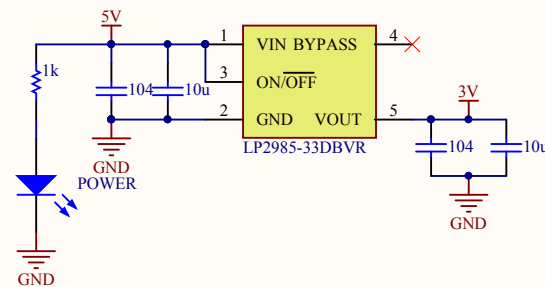 5V
1 VIN BYPASS 4
1k
3 ON/OFF
104 10u
2 GND VOUT 5
3V
GND
LP2985-33DBVR
104 10u
POWER
GND
GND